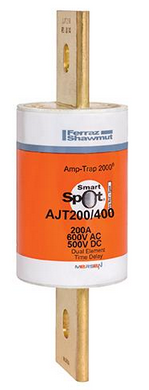 Ferraz
Shawmut
Amp-Trap 2000®
Smart
Spot
AJT200/400
200A
600V AC
500V DC
Dual Element
Time Delay
MERSEN